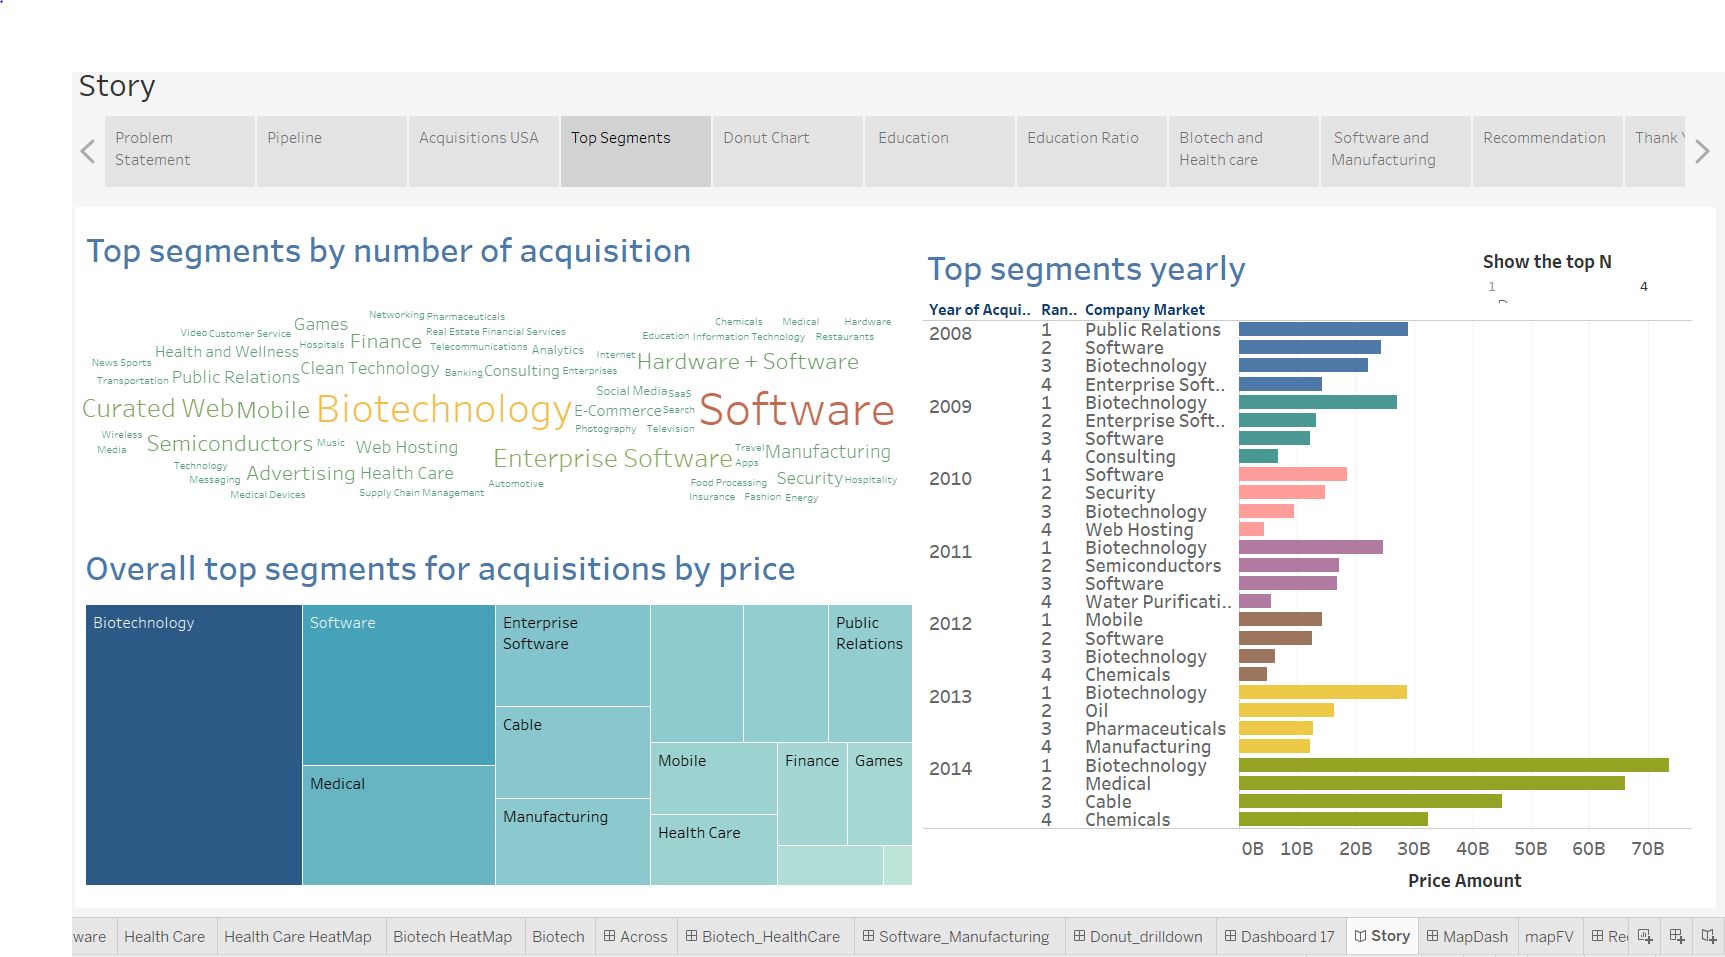 Story
Problem
Statement
Pipeline
Acquisitions USA
Top Segments
Donut Chart
Education
Education Ratio
Biotech and
Health care
Software and
Manufacturing
Recommendation
Thank
Top segments by number of acquisition
Networking Pharmaceuticals
Games
Video Customer Service
Real Estate Financial Services
Hospitals Finance
Telecommunications Analytics
Health and Wellness
News Sports
Clean Technology
Banking Consulting Enterprises
Transportation Public Relations
Chemicals Medical Hardware
Education Information Technology Restaurants
Internet Hardware + Software
Social Media SaaS
Curated Web Mobile Biotechnology E-Commerce Search Software
Photography Television
Wireless
Media
Semiconductors Music Web Hosting
Enterprise Software Travel Manufacturing
Apps
Technology
Messaging
Advertising Health Care
Medical Devices
Supply Chain Management
Automotive
Food Processing Security Hospitality
Insurance Fashion Energy
Overall top segments for acquisitions by price
Biotechnology
Software
Medical
Enterprise
Software
Cable
Manufacturing
Public
Relations
Mobile
Finance
Games
Health Care
Top segments yearly
Show the top N
1 4
Year of Acqui.. Ran.. Company Market
2008 1 Public Relations
2 Software
3 Biotechnology
4 Enterprise Soft..
2009 1 Biotechnology
2 Enterprise Soft..
3 Software
4 Consulting
2010 1 Software
2 Security
3 Biotechnology
4 Web Hosting
2011 1 Biotechnology
2 Semiconductors
3 Software
4 Water Purificati..
2012 1 Mobile
2 Software
3 Biotechnology
4 Chemicals
2013 1 Biotechnology
2 Oil
3 Pharmaceuticals
4 Manufacturing
2014 1 Biotechnology
2 Medical
3 Cable
4 Chemicals
0B 10B 20B 30B 40B 50B 60B 70B
Price Amount
ware Health Care Health Care HeatMap Biotech HeatMap Biotech Across Biotech_HealthCare Software_Manufacturing Donut_drilldown Dashboard 17 Story MapDash mapFV Re